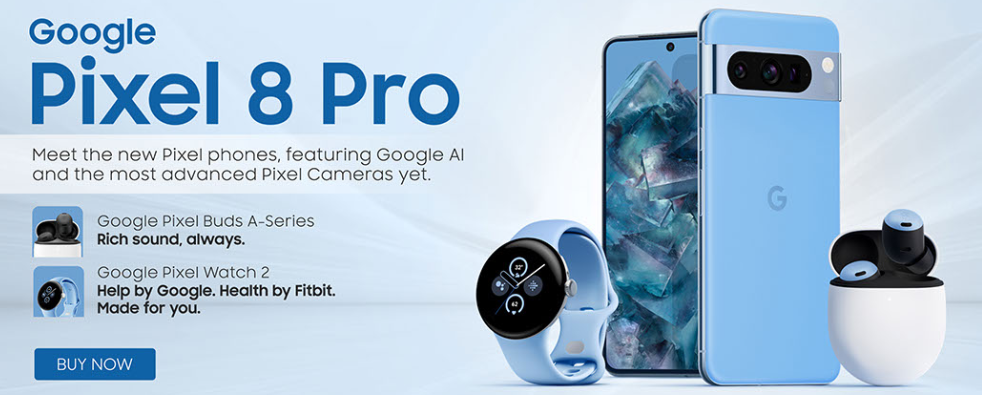 Google
Pixel 8 Pro
Meet the new Pixel phones, featuring Google AI
and the most advanced Pixel Cameras yet.
Google Pixel Buds A-Series
Rich sound, always.
Google Pixel Watch 2
Help by Google. Health by Fitbit.
Made for you.
BUY NOW
G